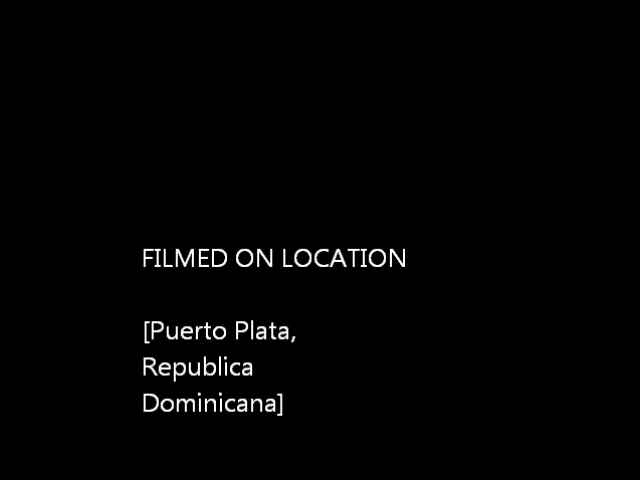 FILMED ON LOCATION
[Puerto Plata,
Republica
Dominicana]